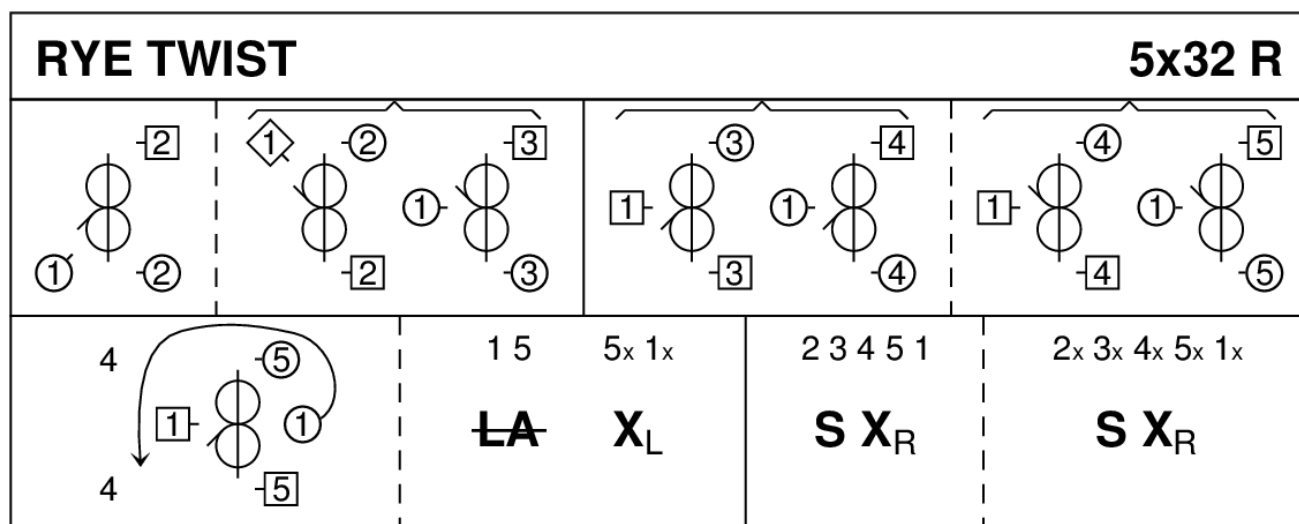 RYE TWIST 5x32 R
2 1 2 1 2 2 1 3 3
1 3 3 1 4 4
1 4 4 1 5 5
4 5 1 1 4 5
1 5 5x 1x
LA XL
2 3 4 5 1
S XR
2x 3x 4x 5x 1x
S XR